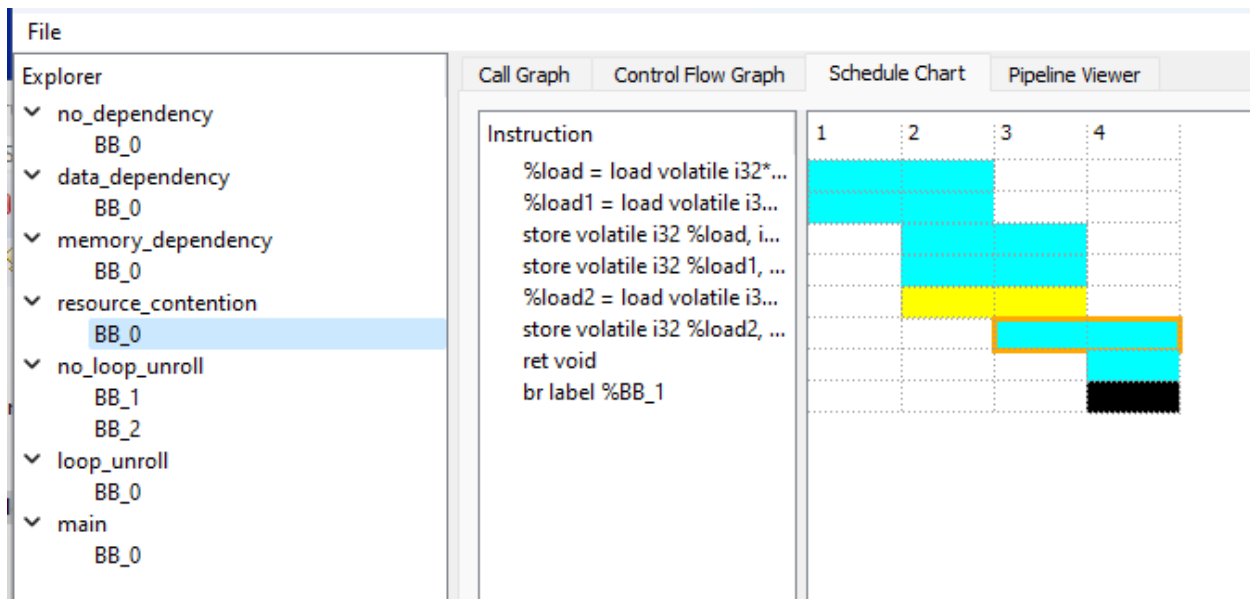 File
Explorer
no_dependency
BB_0
data_dependency
BB_0
memory_dependency
BB_0
resource_contention
BB_0
no_loop_unroll
BB_1
BB_2
loop_unroll
BB_0
main
BB_0
Call Graph Control Flow Graph Schedule Chart Pipeline Viewer
Instruction 1 2 3 4
%load = load volatile i32*...
%load1 = load volatile i3...
store volatile i32 %load, i...
store volatile i32 %load1, ...
%load2 = load volatile i3...
store volatile i32 %load2, ...
ret void
br label %BB_1